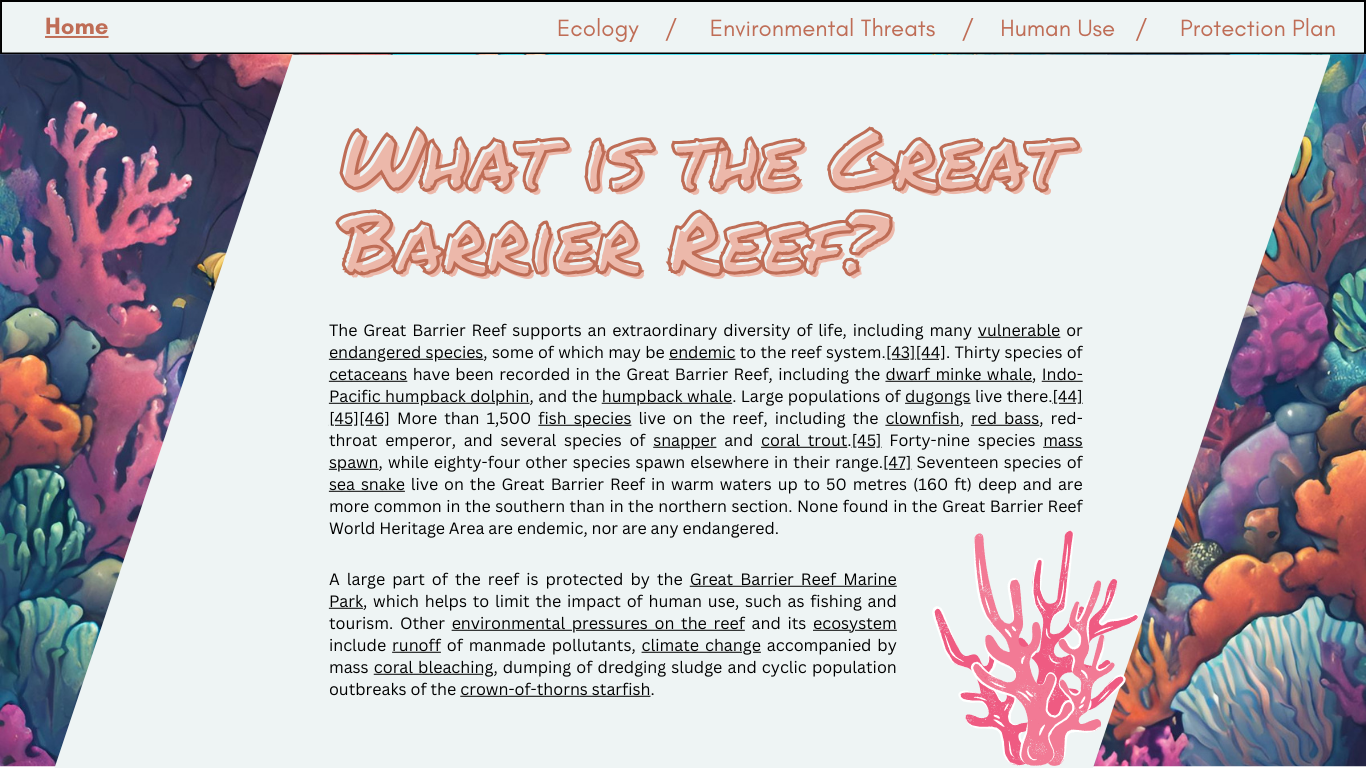 Home Ecology / Environmental Threats / Human Use / Protection Plan
WHAT IS THE GREAT
BARRIER REEF?
The Great Barrier Reef supports an extraordinary diversity of life, including many vulnerable or
endangered species, some of which may be endemic to the reef system.[43][44]. Thirty species of
cetaceans have been recorded in the Great Barrier Reef, including the dwarf minke whale, Indo-
Pacific humpback dolphin, and the humpback whale. Large populations of dugongs live there.[44]
[45][46] More than 1,500 fish species live on the reef, including the clownfish, red bass, red-
throat emperor, and several species of snapper and coral trout.[45] Forty-nine species mass
spawn, while eighty-four other species spawn elsewhere in their range.[47] Seventeen species of
sea snake live on the Great Barrier Reef in warm waters up to 50 metres (160 ft) deep and are
more common in the southern than in the northern section. None found in the Great Barrier Reef
World Heritage Area are endemic, nor are any endangered.
A large part of the reef is protected by the Great Barrier Reef Marine
Park, which helps to limit the impact of human use, such as fishing and
tourism. Other environmental pressures on the reef and its ecosystem
include runoff of manmade pollutants, climate change accompanied by
mass coral bleaching, dumping of dredging sludge and cyclic population
outbreaks of the crown-of-thorns starfish.